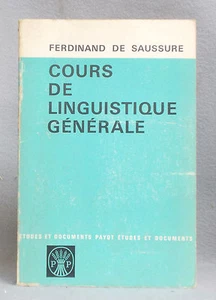 FERDINAND DE SAUSSURE
COURS
DE
LINGUISTIQUE
GÉNÉRALE
ÉTUDES ET DOCUMENTS PAYOT ÉTUDES ET DOCUMENTS
P P